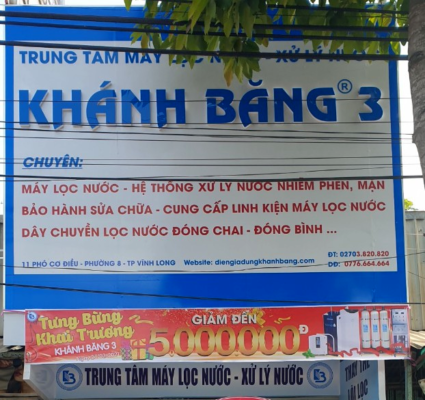 TRUNG TÂM MÁY LỌC NƯỚC - XỬ LÝ NƯỚC
KHÁNH BĂNG® 3
CHUYÊN:
MÁY LỌC NƯỚC - HỆ THỐNG XỬ LÝ NƯỚC NHIỄM PHÈN, MẶN
BẢO HÀNH SỬA CHỮA - CUNG CẤP LINH KIỆN MÁY LỌC NƯỚC
DÂY CHUYỀN LỌC NƯỚC ĐÓNG CHAI - ĐÓNG BÌNH ...
11 PHÓ CƠ ĐIỀU - PHƯỜNG 8 - TP VĨNH LONG Website: diengiadungkhanhbang.com
ĐT: 02703.820.820
DĐ: 0776.664.664
Tưng Bừng
Khai Trương
KHÁNH BĂNG 3
GIẢM ĐẾN
5.000000đ
TRUNG TÂM MÁY LỌC NƯỚC - XỬ LÝ NƯỚC